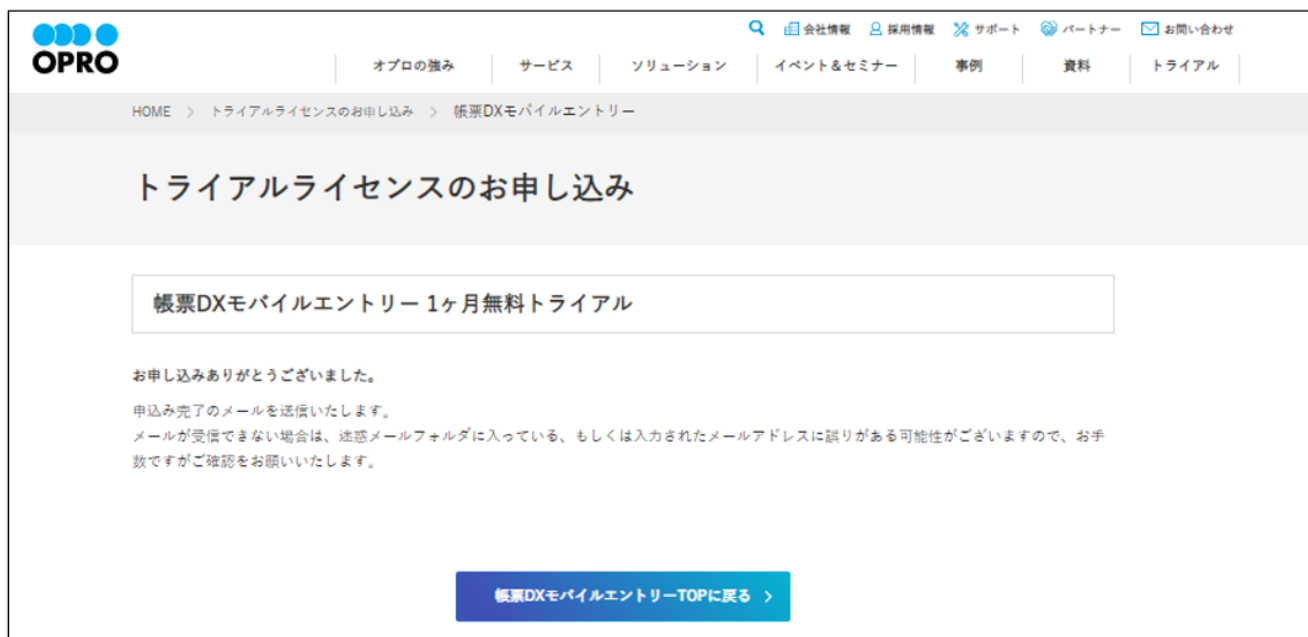 会社情報 採用情報 サポート パートナー お問い合わせ
OPRO
オプロの強み サービス ソリューション イベント&セミナー 事例 資料 トライアル
HOME > トライアルライセンスのお申し込み > 帳票DXモバイルエントリー
トライアルライセンスのお申し込み
帳票DXモバイルエントリー 1ヶ月無料トライアル
お申し込みありがとうございました。
申込み完了のメールを送信いたします。
メールが受信できない場合は、迷惑メールフォルダに入っている、もしくは入力されたメールアドレスに誤りがある可能性がございますので、お手
数ですがご確認をお願いいたします。
帳票DXモバイルエントリーTOPに戻る >